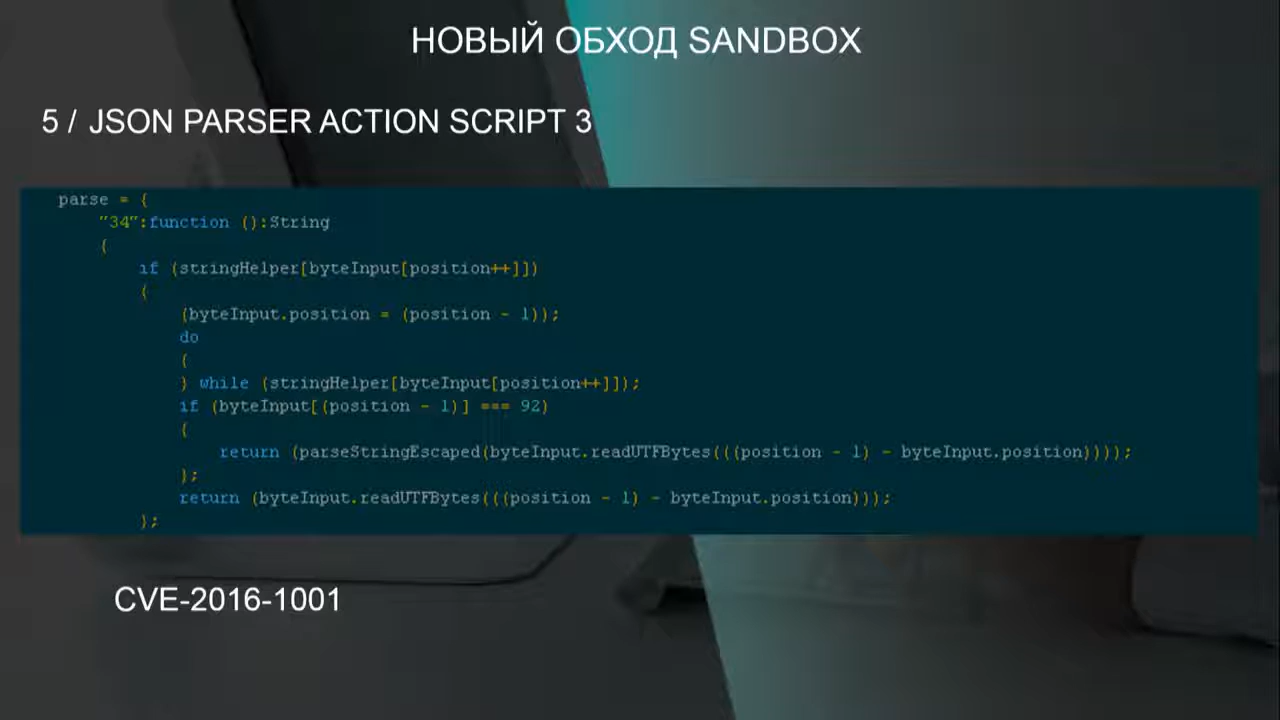 НОВЫЙ ОБХОД SANDBOX
5 / JSON PARSER ACTION SCRIPT 3
parse = {
"34":function ():String
{
if (stringHelper[byteInput[position++]])
{
(byteInput.position = (position - 1));
do
{
} while (stringHelper[byteInput[position++]]);
if (byteInput[(position - 1)] === 92)
{
return (parseStringEscaped(byteInput.readUTFBytes(((position - 1) - byteInput.position))));
};
return (byteInput.readUTFBytes(((position - 1) - byteInput.position)));
};
CVE-2016-1001